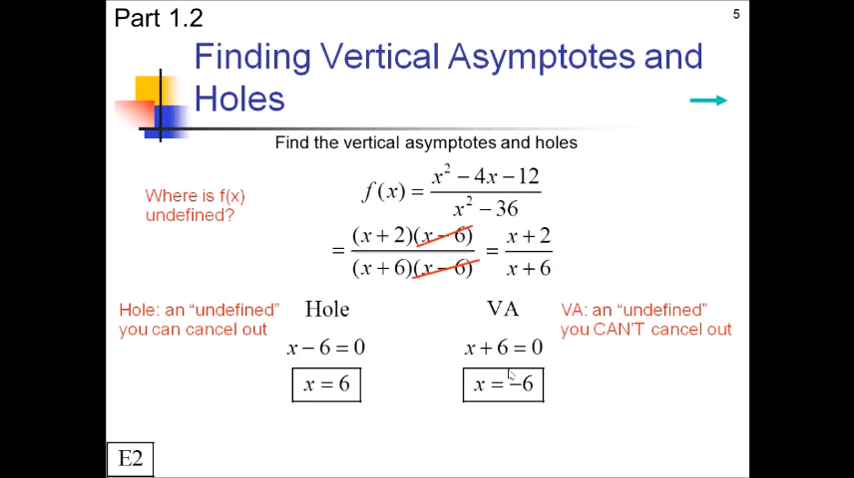 Part 1.2
5
Finding Vertical Asymptotes and
Holes
Find the vertical asymptotes and holes
Where is f(x)
undefined?
f(x) = (x² − 4x − 12)/(x² − 36)
= ((x + 2)(x − 6))/((x + 6)(x − 6)) = (x + 2)/(x + 6)
Hole: an “undefined”
you can cancel out
Hole
x − 6 = 0
x = 6
VA
x + 6 = 0
x = −6
VA: an “undefined”
you CAN'T cancel out
E2